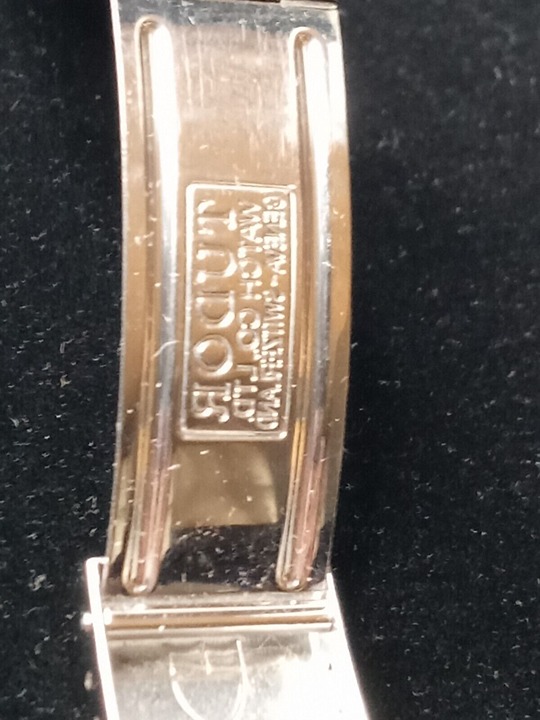 TUDOR
WATCH CO. LTD.
GENEVA-SWITZERLAND